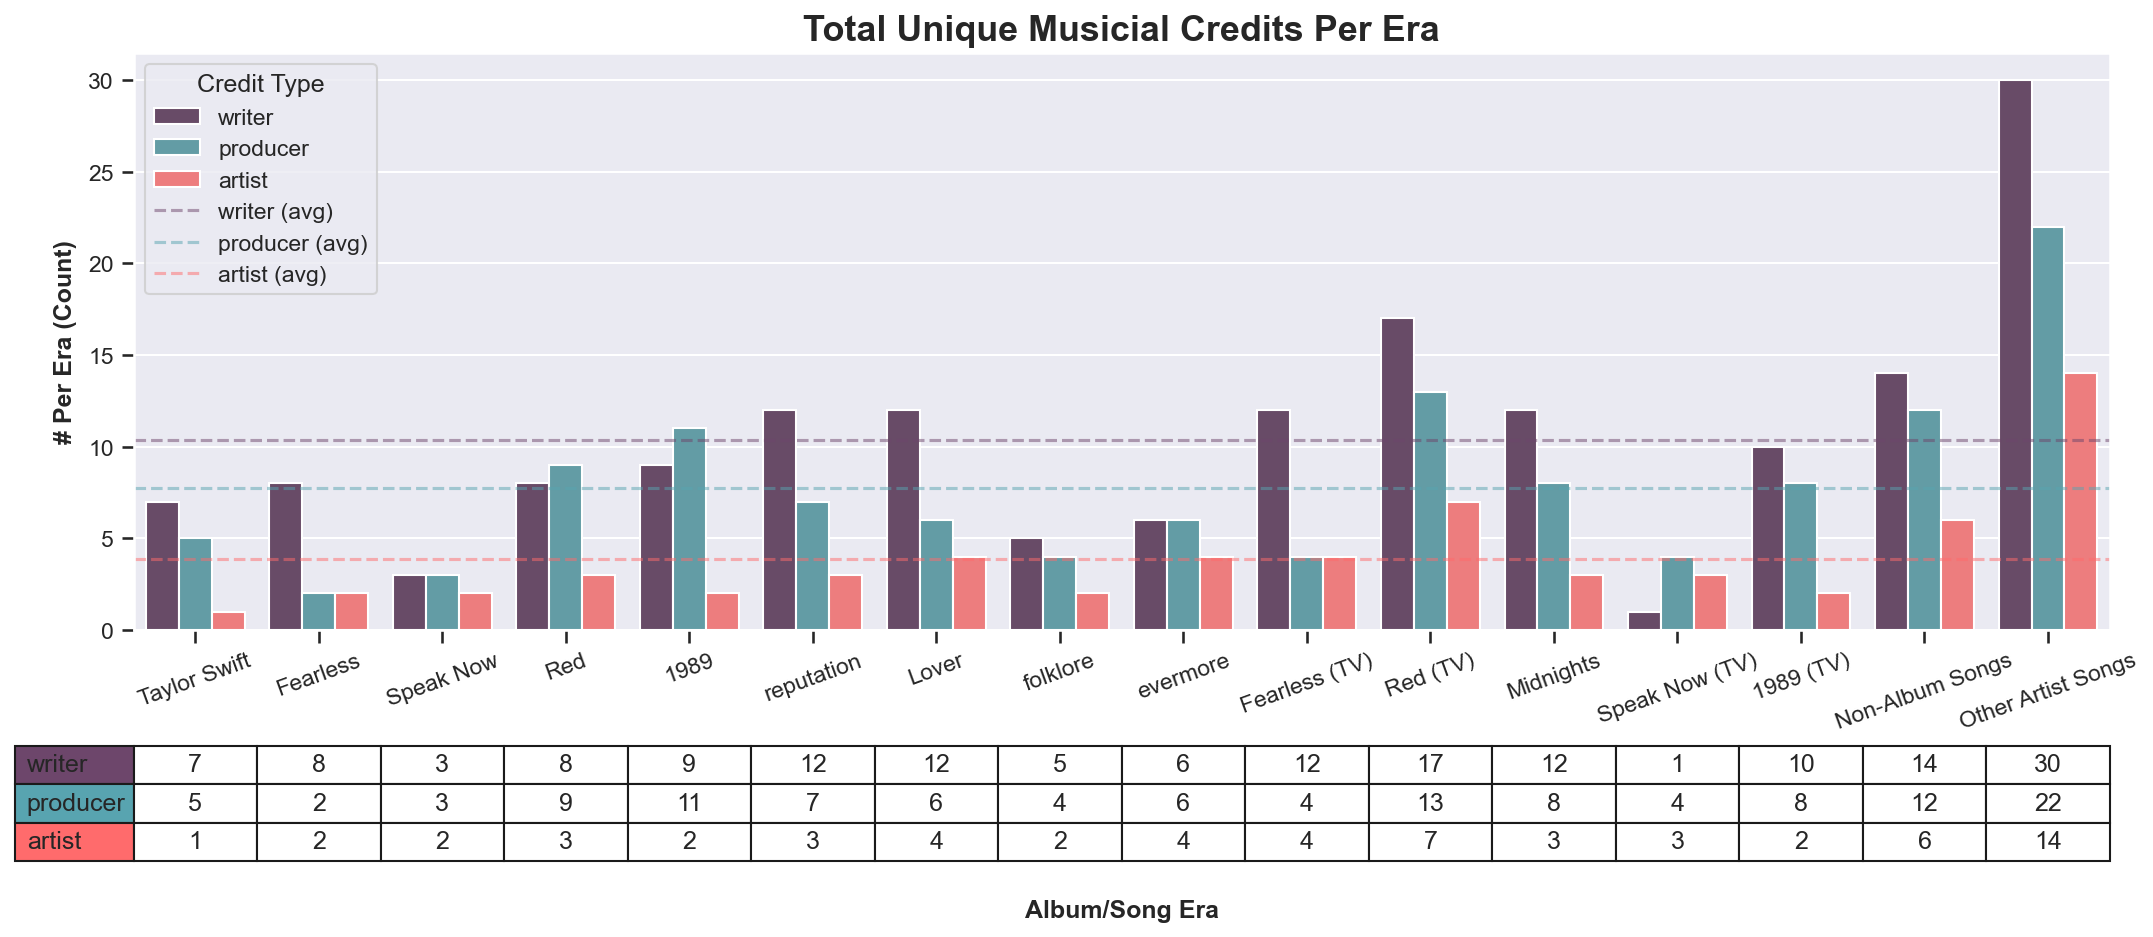 Total Unique Musicial Credits Per Era
Credit Type
writer
producer
artist
writer (avg)
producer (avg)
artist (avg)
# Per Era (Count)
30
25
20
15
10
5
0
Taylor Swift
Fearless
Speak Now
Red
1989
reputation
Lover
folklore
evermore
Fearless (TV)
Red (TV)
Midnights
Speak Now (TV)
1989 (TV)
Non-Album Songs
Other Artist Songs
writer 7 8 3 8 9 12 12 5 6 12 17 12 1 10 14 30
producer 5 2 3 9 11 7 6 4 6 4 13 8 4 8 12 22
artist 1 2 2 3 2 3 4 2 4 4 7 3 3 2 6 14
Album/Song Era